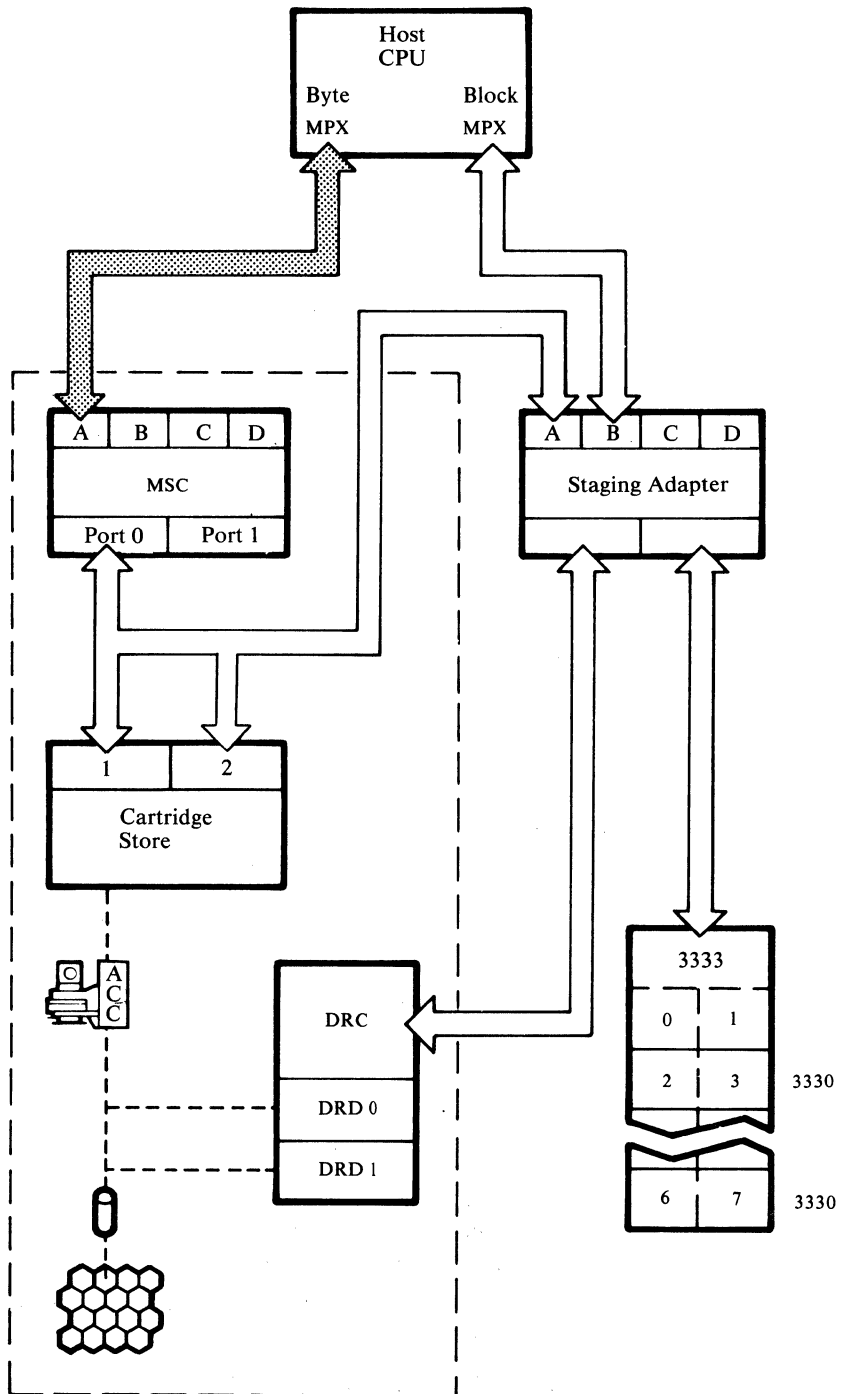 Host
CPU
Byte
MPX
Block
MPX
A B C D
MSC
Port 0 Port 1
A B C D
Staging Adapter
1 2
Cartridge
Store
A
C
C
DRC
DRD 0
DRD 1
3333
0 1
2 3 3330
6 7 3330